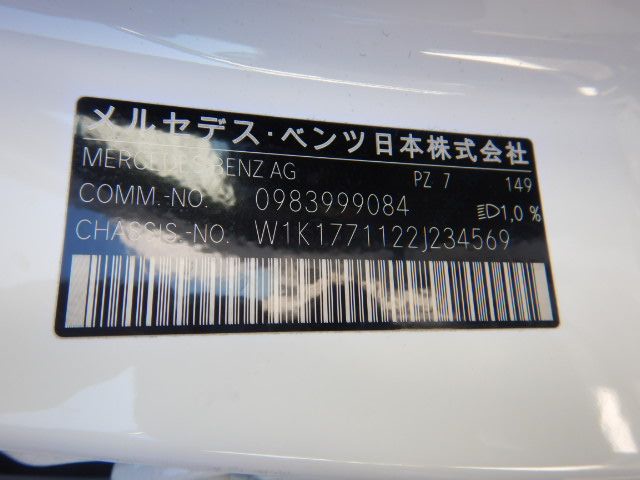 メルセデス・ベンツ日本株式会社
MERCEDES-BENZ AG PZ 7 149
COMM.-NO. 0983999084 1,0 %
CHASSIS.-NO. W1K1771122J234569